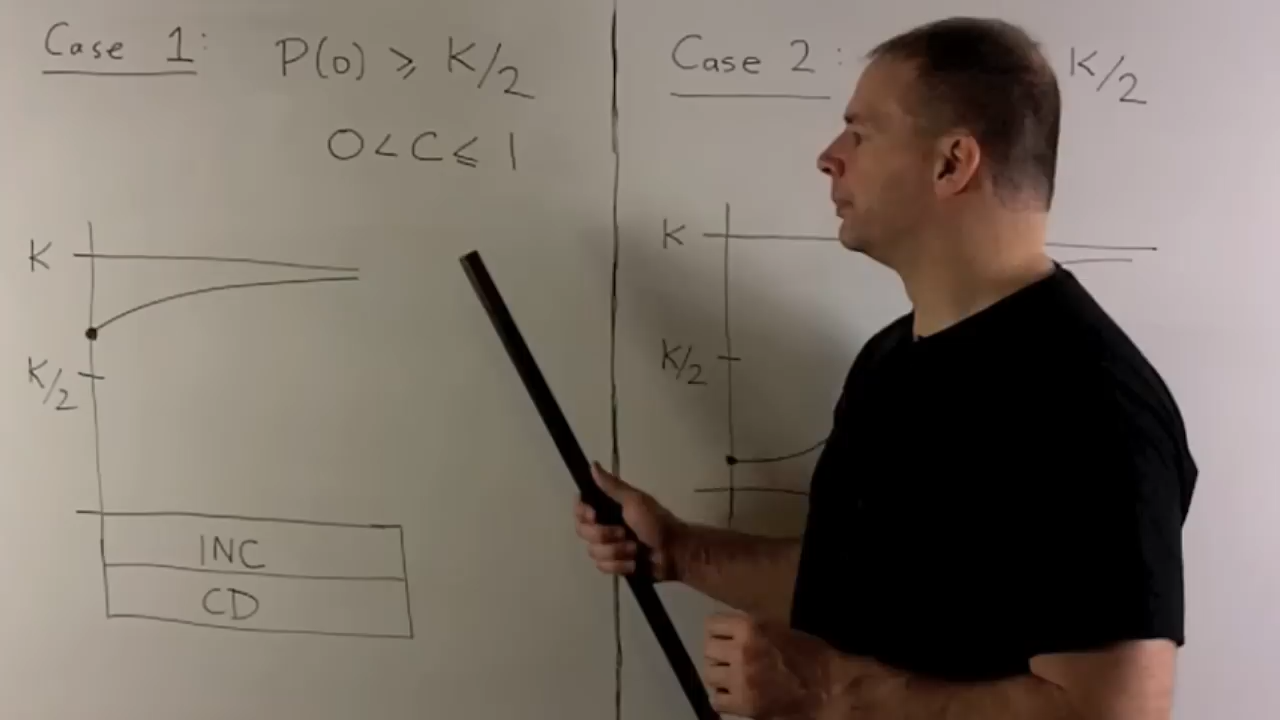 Case 1:
P(0) ⩾ K/2
0 < C ⩽ 1
K
K/2
INC
CD
Case 2:
K/2
K
K/2